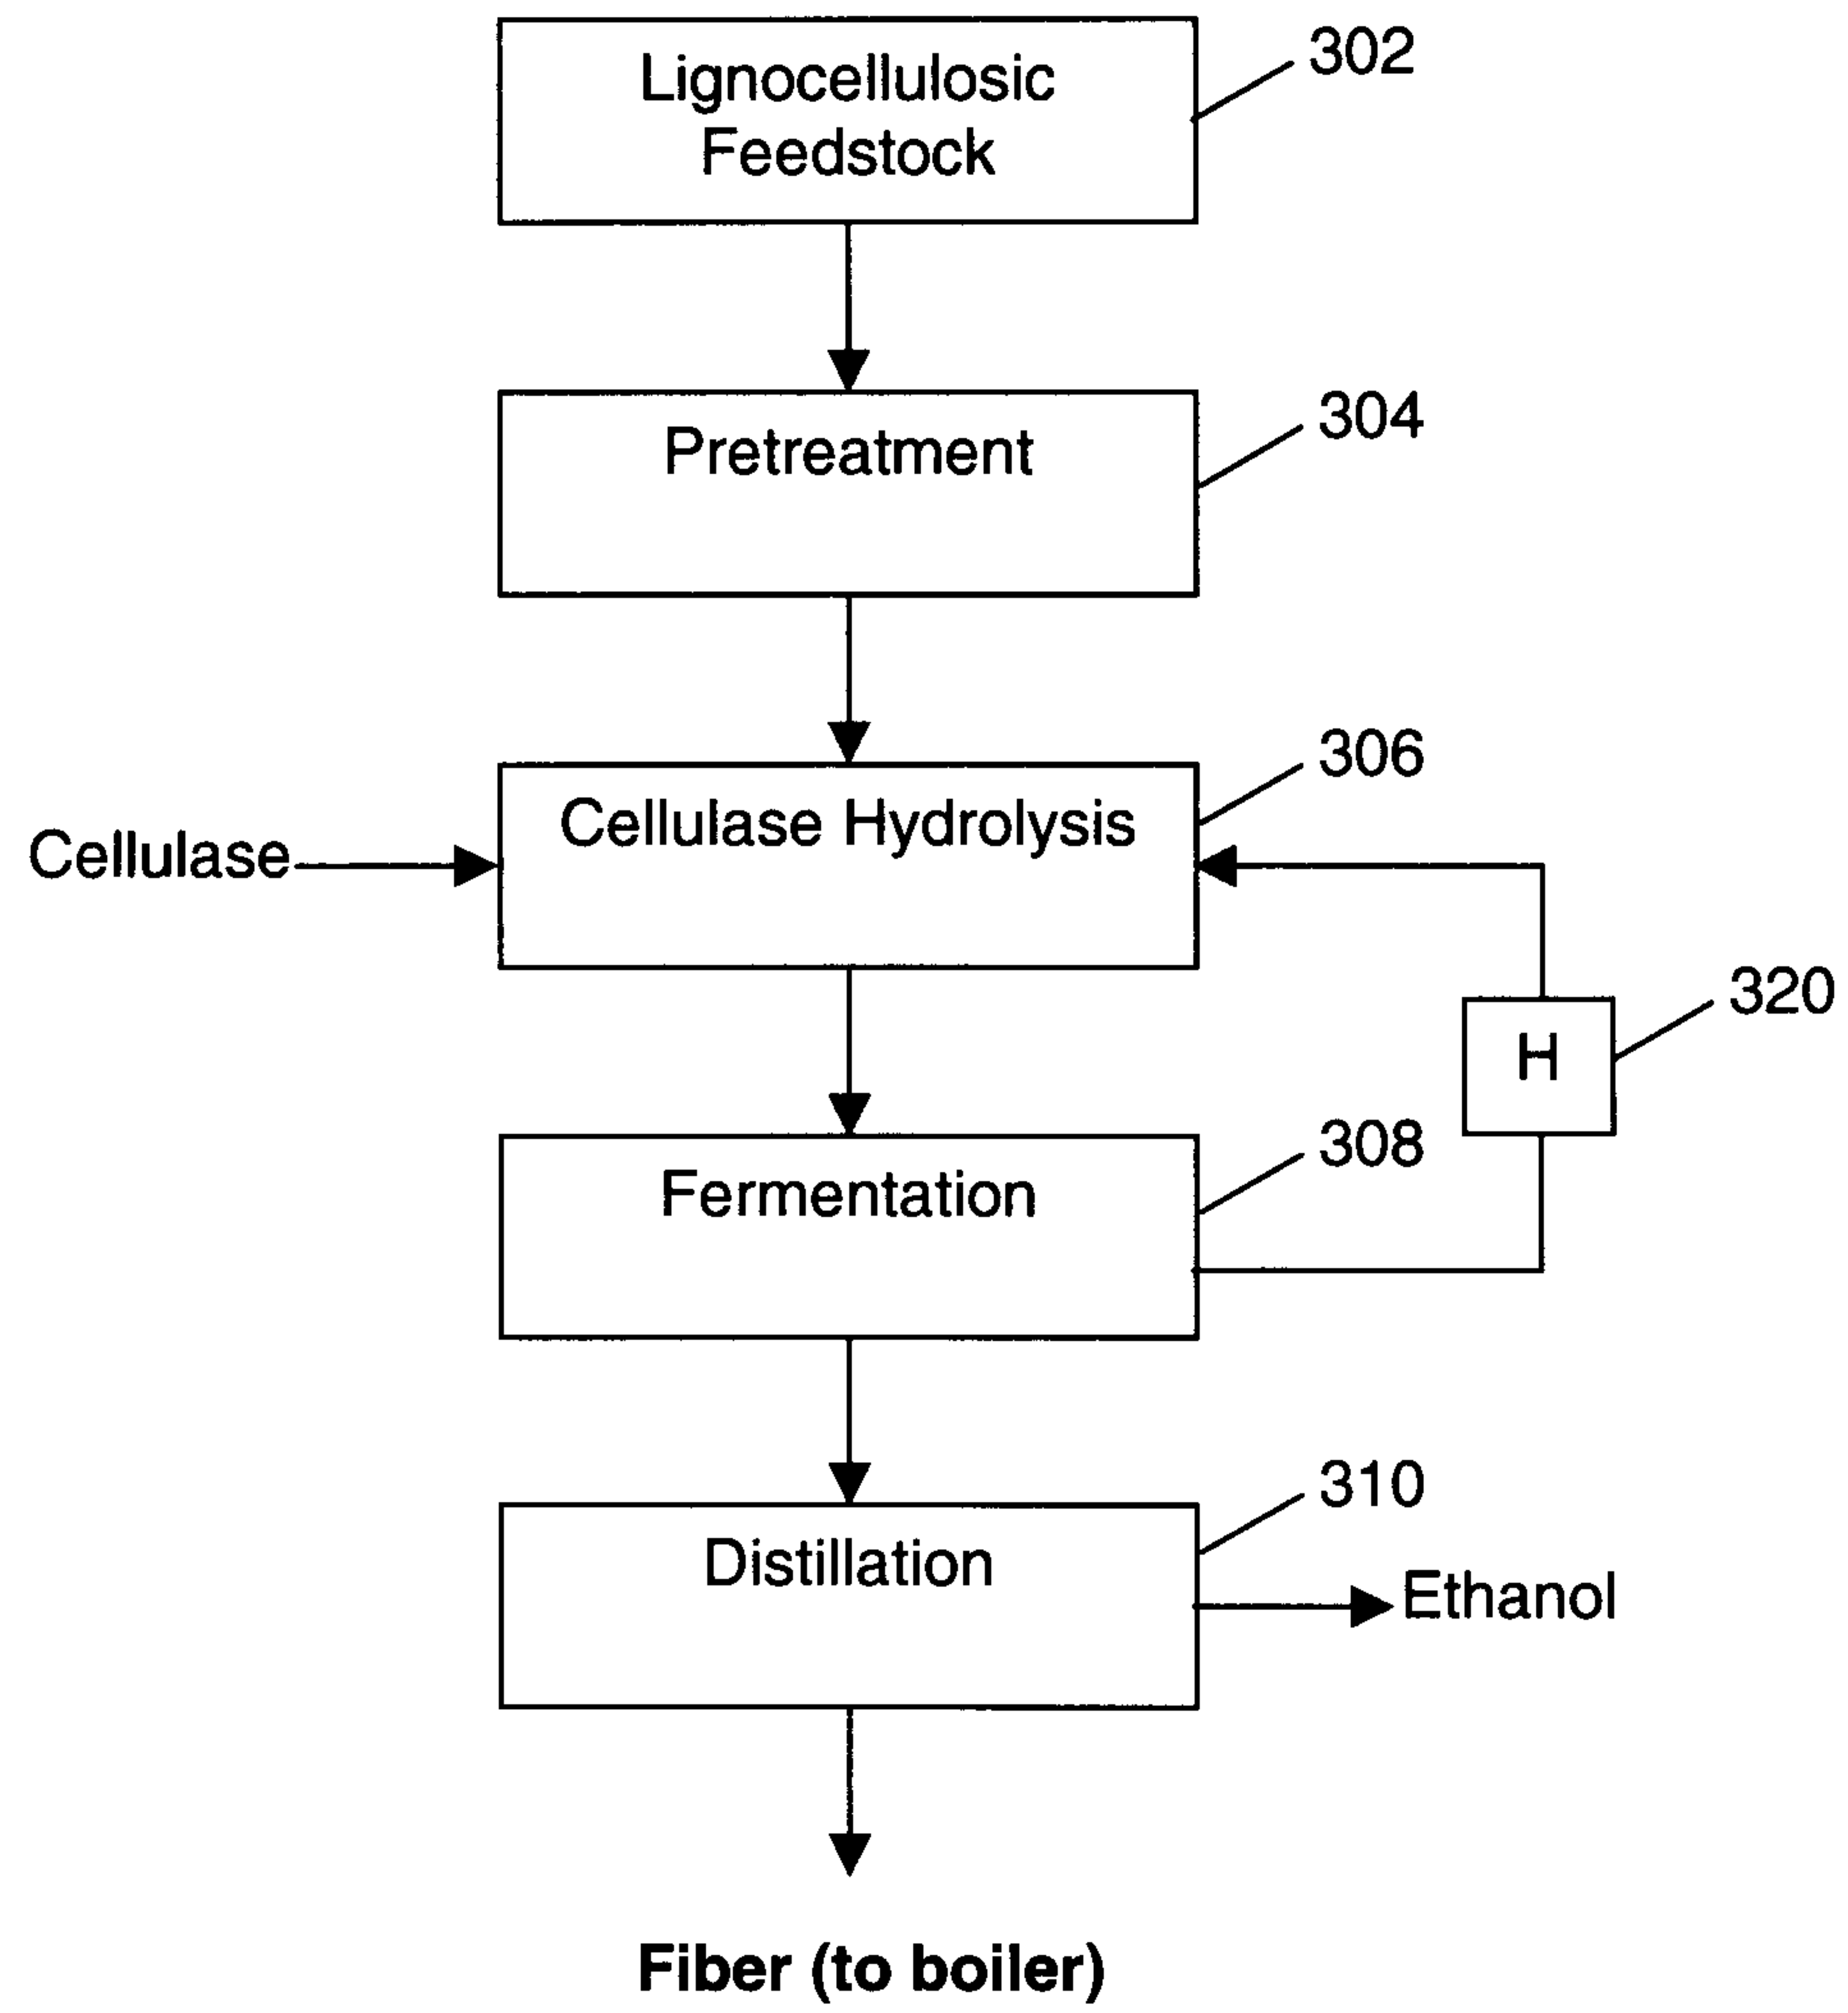 Lignocellulosic
Feedstock
302
Pretreatment
304
Cellulase Hydrolysis
306
Cellulase
H
320
Fermentation
308
Distillation
310
Ethanol
Fiber (to boiler)